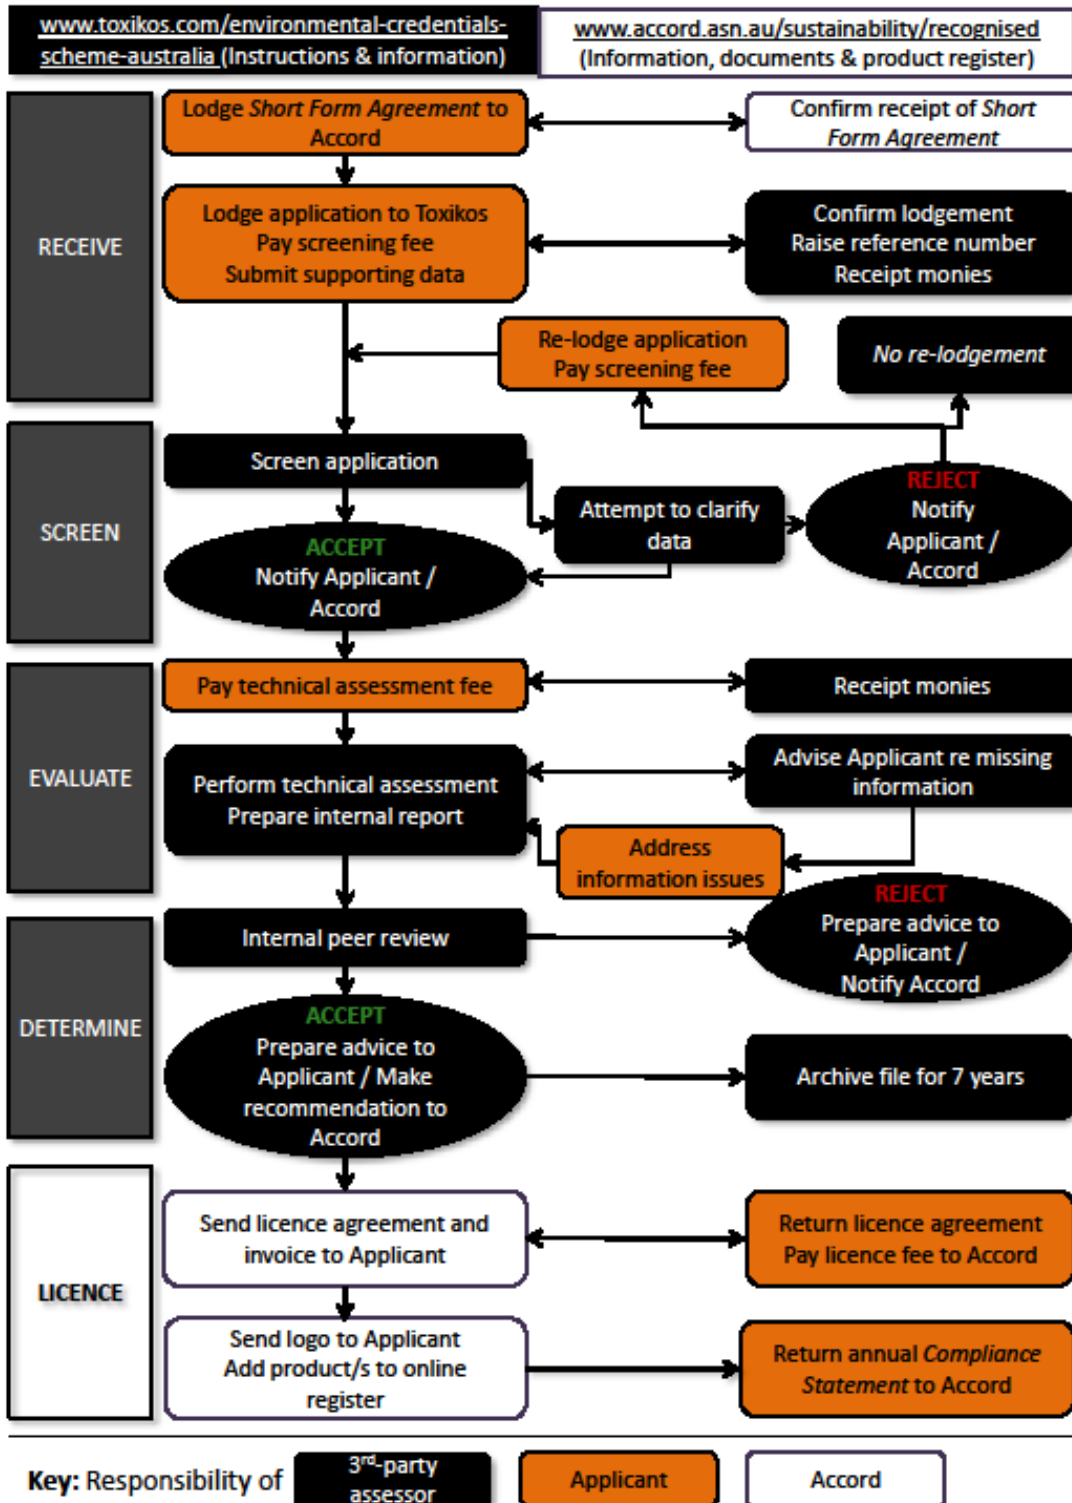 www.toxikos.com/environmental-credentials-
scheme-australia (Instructions & information)
www.accord.asn.au/sustainability/recognised
(Information, documents & product register)
RECEIVE
Lodge Short Form Agreement to
Accord
Confirm receipt of Short
Form Agreement
Lodge application to Toxikos
Pay screening fee
Submit supporting data
Confirm lodgement
Raise reference number
Receipt monies
Re-lodge application
Pay screening fee
No re-lodgement
SCREEN
Screen application
Attempt to clarify
data
REJECT
Notify
Applicant /
Accord
ACCEPT
Notify Applicant /
Accord
EVALUATE
Pay technical assessment fee
Receipt monies
Perform technical assessment
Prepare internal report
Advise Applicant re missing
information
Address
information issues
DETERMINE
Internal peer review
REJECT
Prepare advice to
Applicant /
Notify Accord
ACCEPT
Prepare advice to
Applicant / Make
recommendation to
Accord
Archive file for 7 years
LICENCE
Send licence agreement and
invoice to Applicant
Return licence agreement
Pay licence fee to Accord
Send logo to Applicant
Add product/s to online
register
Return annual Compliance
Statement to Accord
Key: Responsibility of
3rd-party
assessor
Applicant
Accord